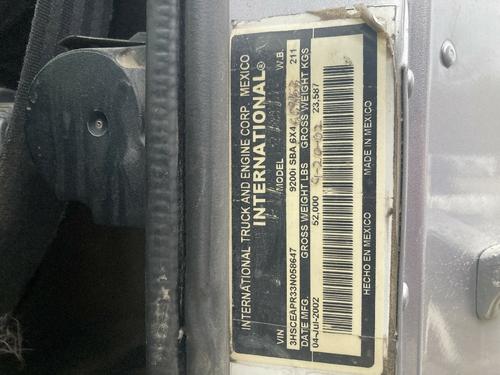 INTERNATIONAL TRUCK AND ENGINE CORP. MEXICO
INTERNATIONAL®
VIN MODEL W.B.
3HSCEAPR33N058647 9200I SBA 6X4 211
DATE MFG. GROSS WEIGHT LBS GROSS WEIGHT KGS
04-Jul-2002 52,000 23,587
HECHO EN MEXICO MADE IN MEXICO